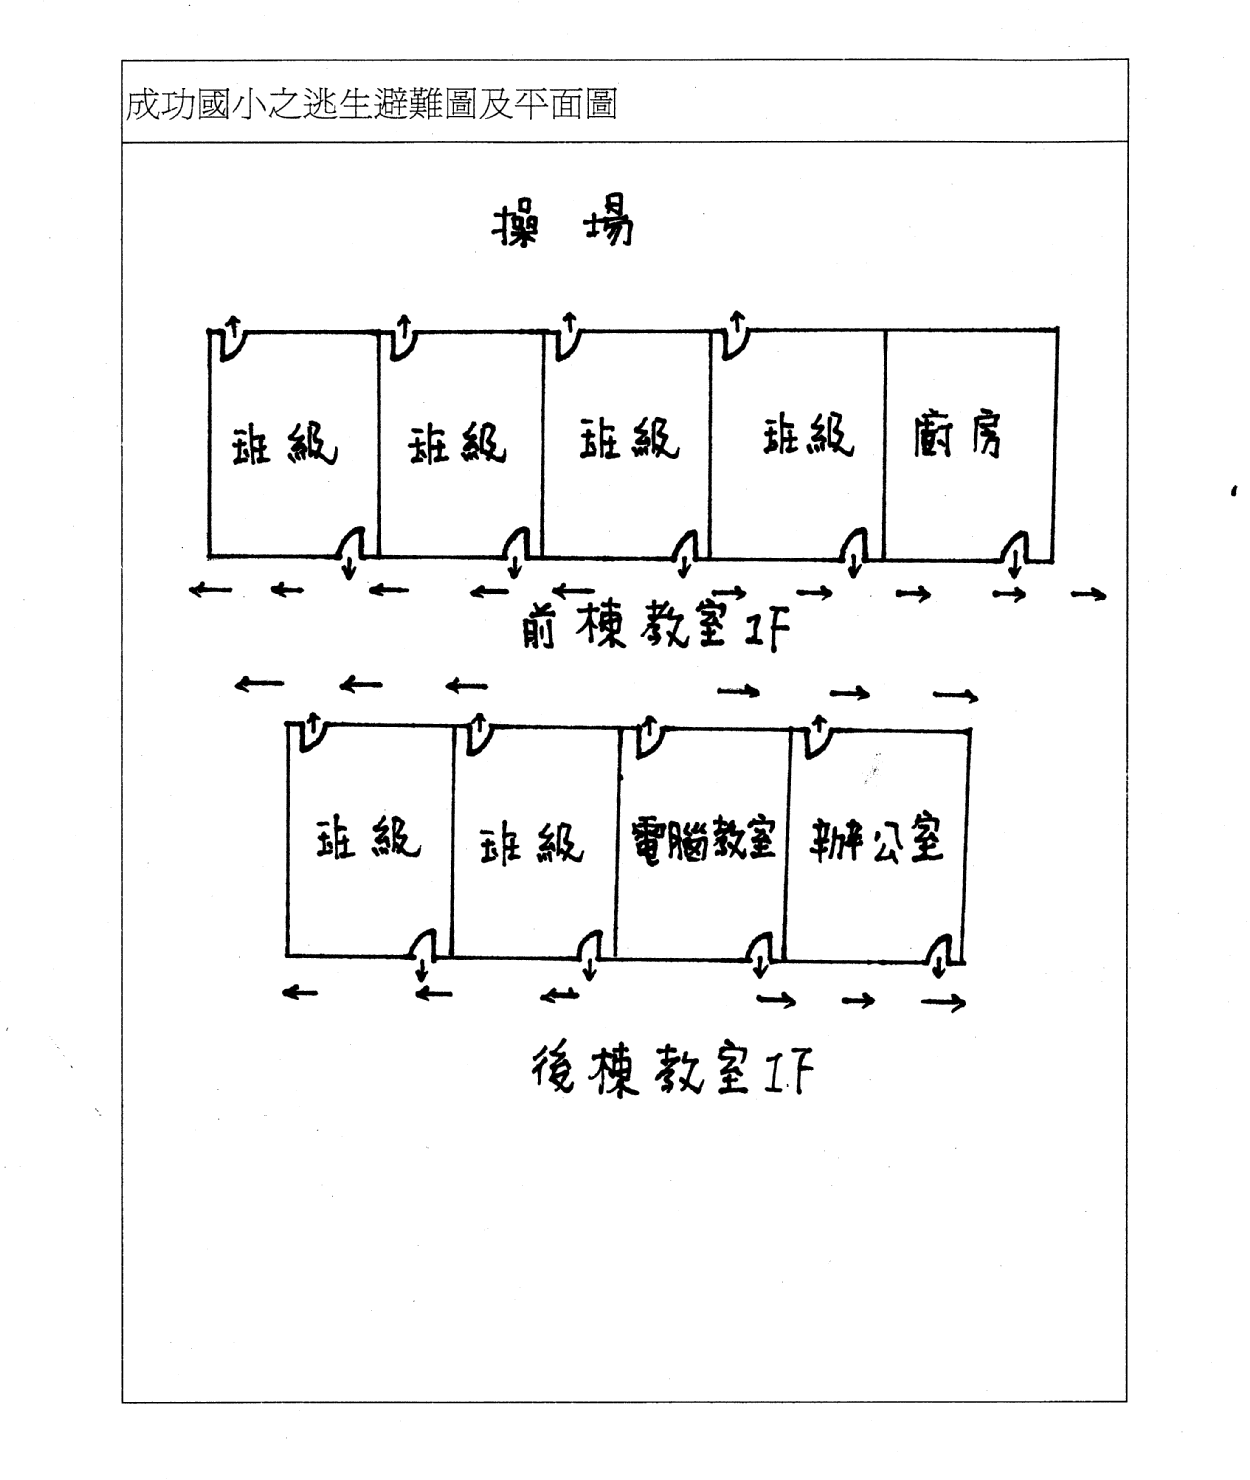 成功國小之逃生避難圖及平面圖
操場
班級 班級 班級 班級 廚房
前棟教室1F
班級 班級 電腦教室 辦公室
後棟教室1F